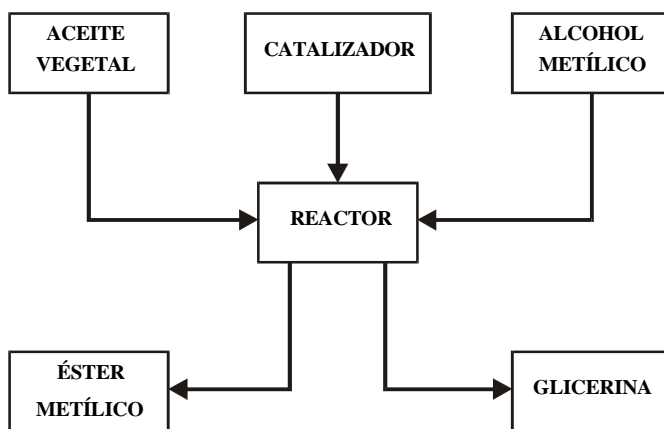 ACEITE
VEGETAL
CATALIZADOR
ALCOHOL
METÍLICO
REACTOR
ÉSTER
METÍLICO
GLICERINA